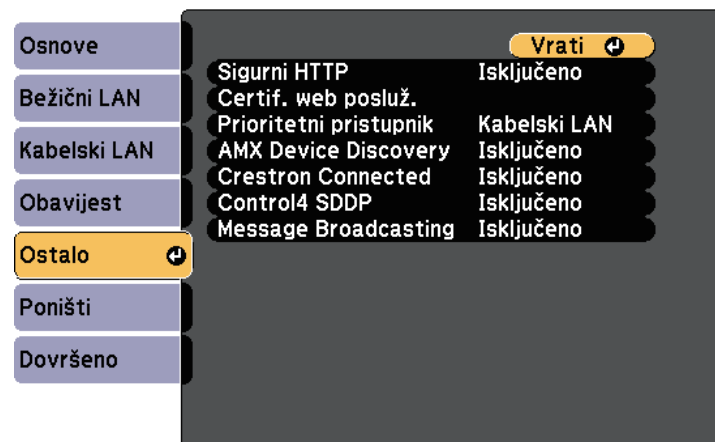 Osnove
Bežični LAN
Kabelski LAN
Obavijest
Ostalo
Poništi
Dovršeno
Vrati
Sigurni HTTP Isključeno
Certif. web posluž.
Prioritetni pristupnik Kabelski LAN
AMX Device Discovery Isključeno
Crestron Connected Isključeno
Control4 SDDP Isključeno
Message Broadcasting Isključeno